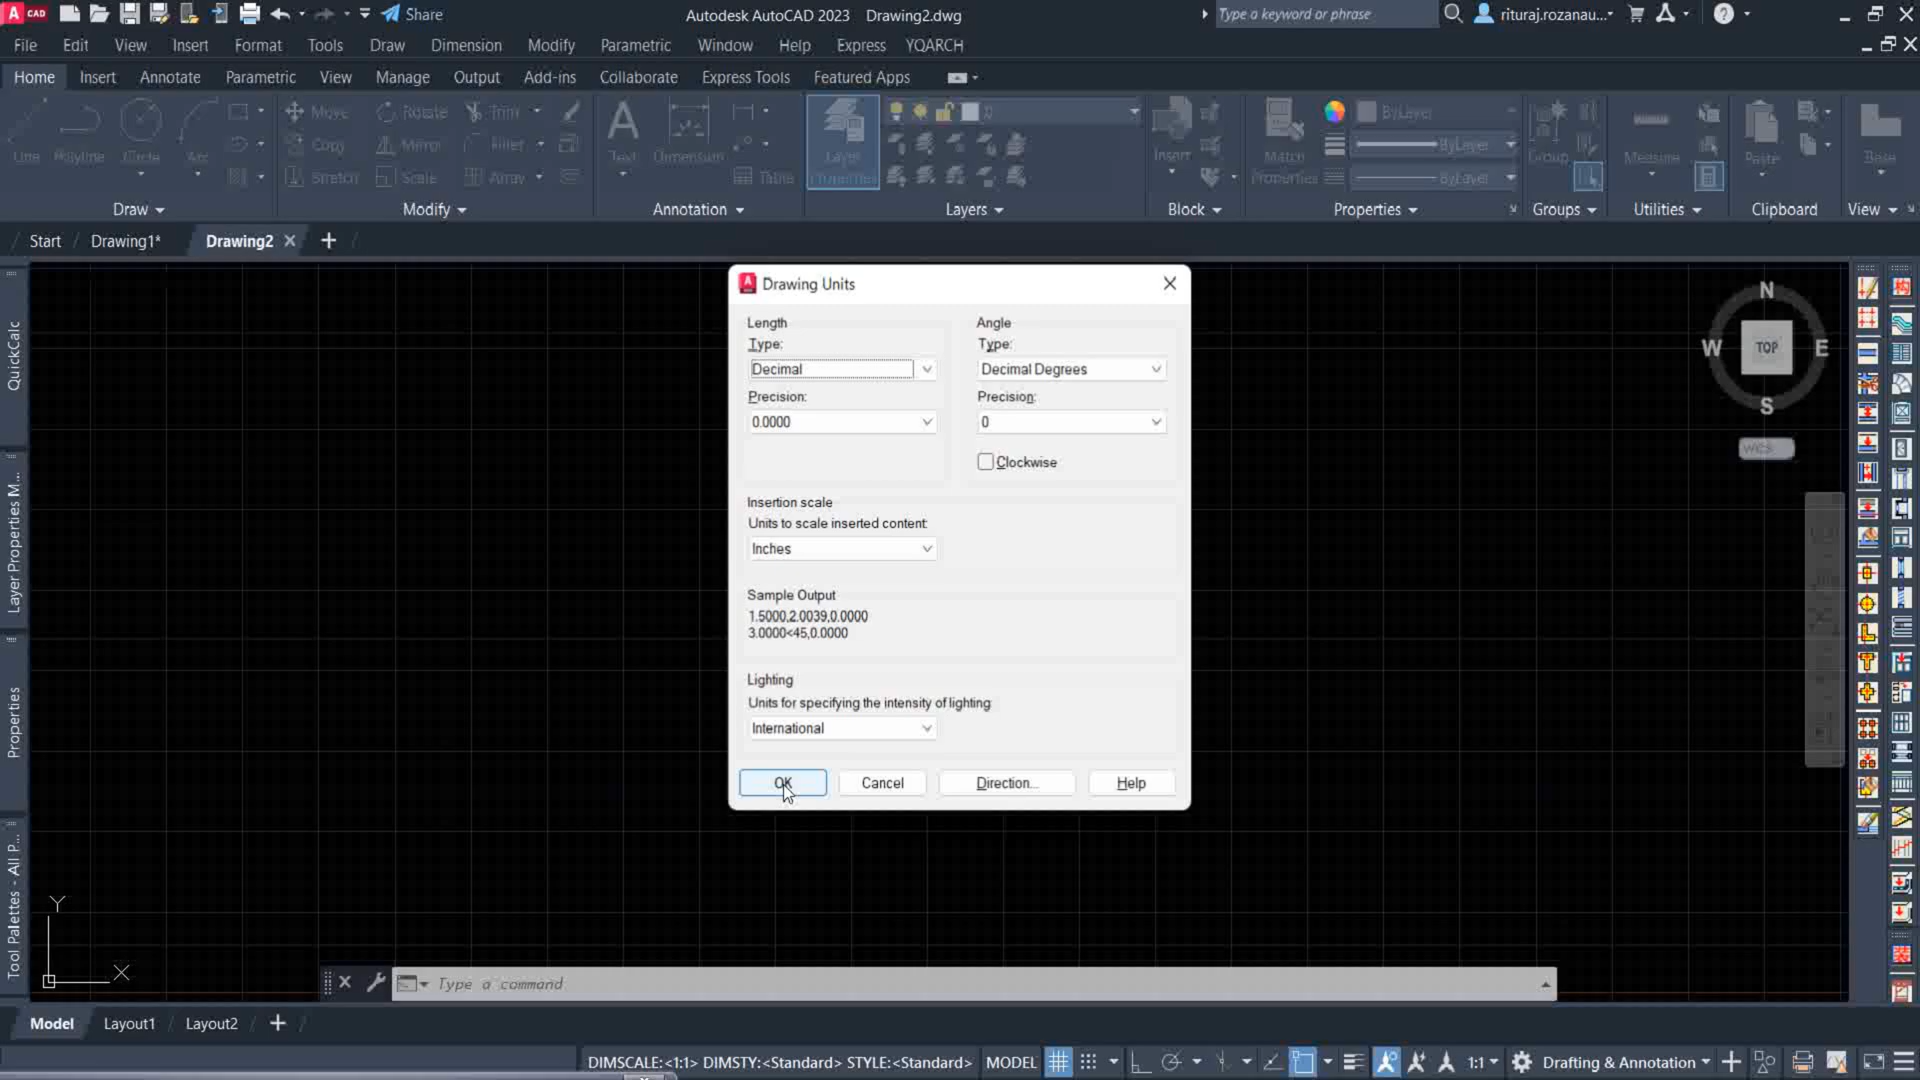 CAD
Share
Autodesk AutoCAD 2023 Drawing2.dwg
Type a keyword or phrase
rituraj.rozanau...
File Edit View Insert Format Tools Draw Dimension Modify Parametric Window Help Express YQARCH
Home Insert Annotate Parametric View Manage Output Add-ins Collaborate Express Tools Featured Apps
Line Polyline Circle Arc
Move Rotate Trim
Copy Mirror Fillet
Stretch Scale Array
Text Dimension
Table
Layer Properties
0
Insert
Match Properties
ByLayer
ByLayer
ByLayer
Group
Measure
Paste
Base
Draw Modify Annotation Layers Block Properties Groups Utilities Clipboard View
Start Drawing1* Drawing2
QuickCalc
Layer Properties M...
Properties
Tool Palettes - All P...
Drawing Units
Length
Type:
Decimal
Precision:
0.0000
Angle
Type:
Decimal Degrees
Precision:
0
Clockwise
Insertion scale
Units to scale inserted content:
Inches
Sample Output
1.5000,2.0039,0.0000
3.0000<45,0.0000
Lighting
Units for specifying the intensity of lighting
International
OK Cancel Direction... Help
N
W TOP E
S
WCS
Y
X
Type a command
Model Layout1 Layout2
DIMSCALE:<1:1> DIMSTY:<Standard> STYLE:<Standard> MODEL
1:1
Drafting & Annotation